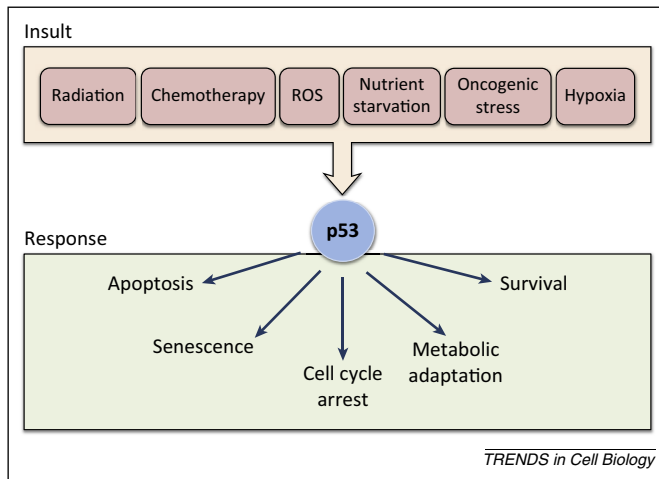 Insult
Radiation
Chemotherapy
ROS
Nutrient
starvation
Oncogenic
stress
Hypoxia
p53
Response
Apoptosis
Survival
Senescence
Metabolic
adaptation
Cell cycle
arrest
TRENDS in Cell Biology